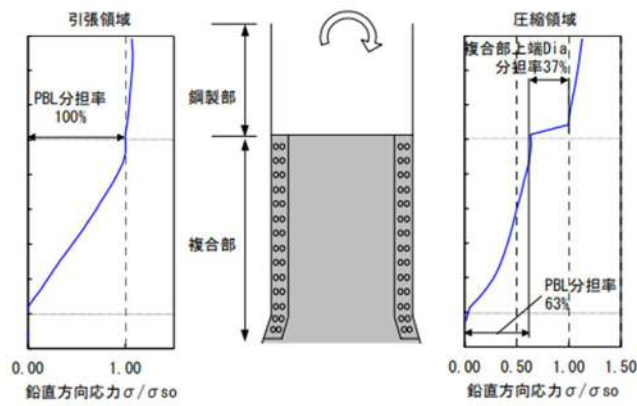 引張領域
PBL分担率
100%
0.00
1.00
鉛直方向応力σ/σso
鋼製部
複合部
圧縮領域
複合部上端Dia
分担率37%
PBL分担率
63%
0.00
0.50
1.00
1.50
鉛直方向応力σ/σso